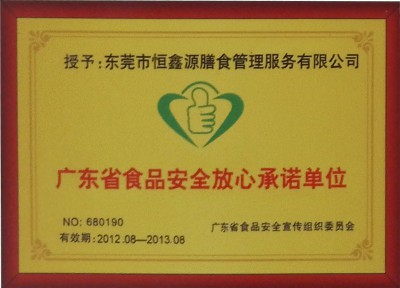 授予:东莞市恒鑫源膳食管理服务有限公司
广东省食品安全放心承诺单位
NO: 680190
有效期:2012.08—2013.08
广东省食品安全宣传组织委员会